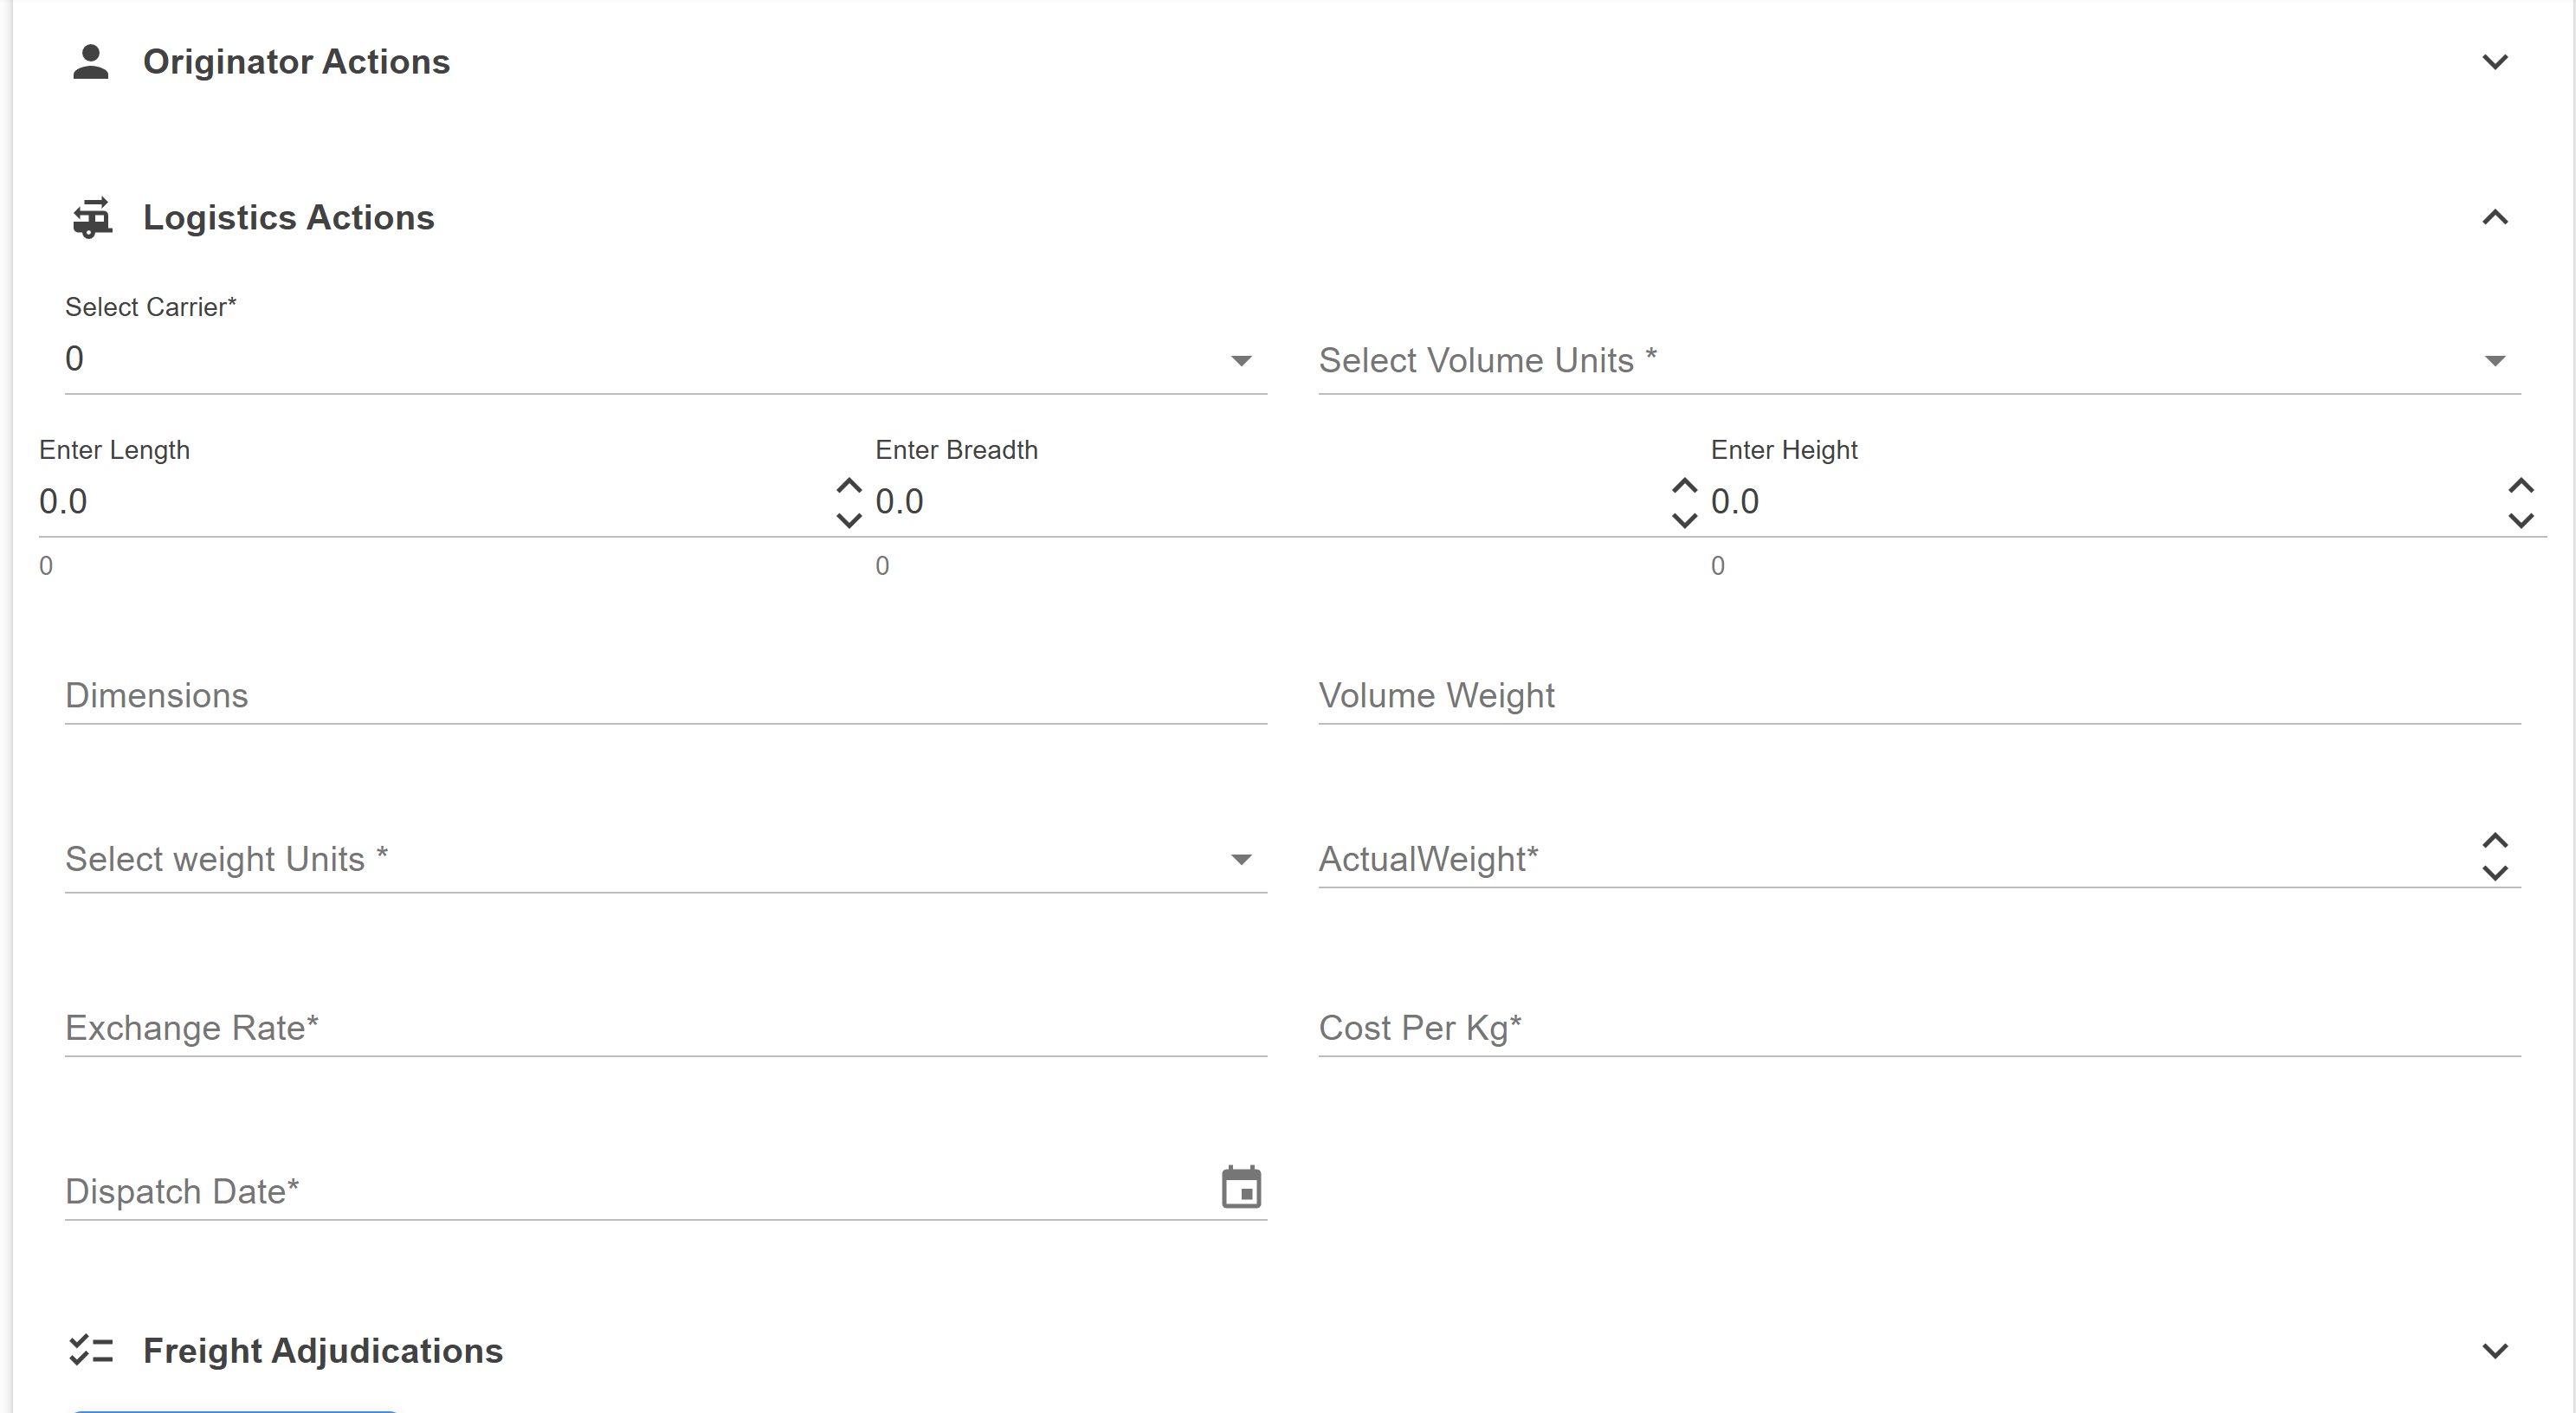 Originator Actions
Logistics Actions
Select Carrier*
0
Select Volume Units *
Enter Length
Enter Breadth
Enter Height
0.0
0.0
0.0
0
0
0
Dimensions
Volume Weight
Select weight Units *
ActualWeight*
Exchange Rate*
Cost Per Kg*
Dispatch Date*
Freight Adjudications